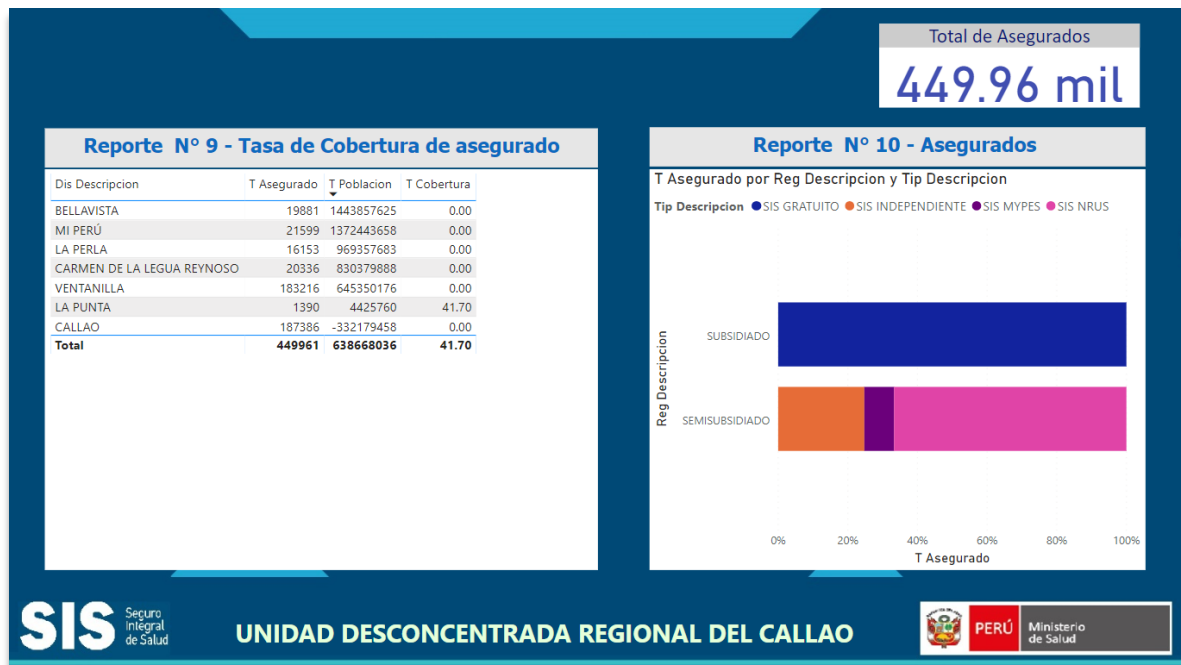 Total de Asegurados
449.96 mil
Reporte N° 9 - Tasa de Cobertura de asegurado
Dis Descripcion T Asegurado T Poblacion T Cobertura
BELLAVISTA 19881 1443857625 0.00
MI PERÚ 21599 1372443658 0.00
LA PERLA 16153 969357683 0.00
CARMEN DE LA LEGUA REYNOSO 20336 830379888 0.00
VENTANILLA 183216 645350176 0.00
LA PUNTA 1390 4425760 41.70
CALLAO 187386 -332179458 0.00
Total 449961 638668036 41.70
Reporte N° 10 - Asegurados
T Asegurado por Reg Descripcion y Tip Descripcion
Tip Descripcion SIS GRATUITO SIS INDEPENDIENTE SIS MYPES SIS NRUS
Reg Descripcion
SUBSIDIADO
SEMISUBSIDIADO
0% 20% 40% 60% 80% 100%
T Asegurado
SIS
Seguro
Integral
de Salud
UNIDAD DESCONCENTRADA REGIONAL DEL CALLAO
PERÚ
Ministerio
de Salud